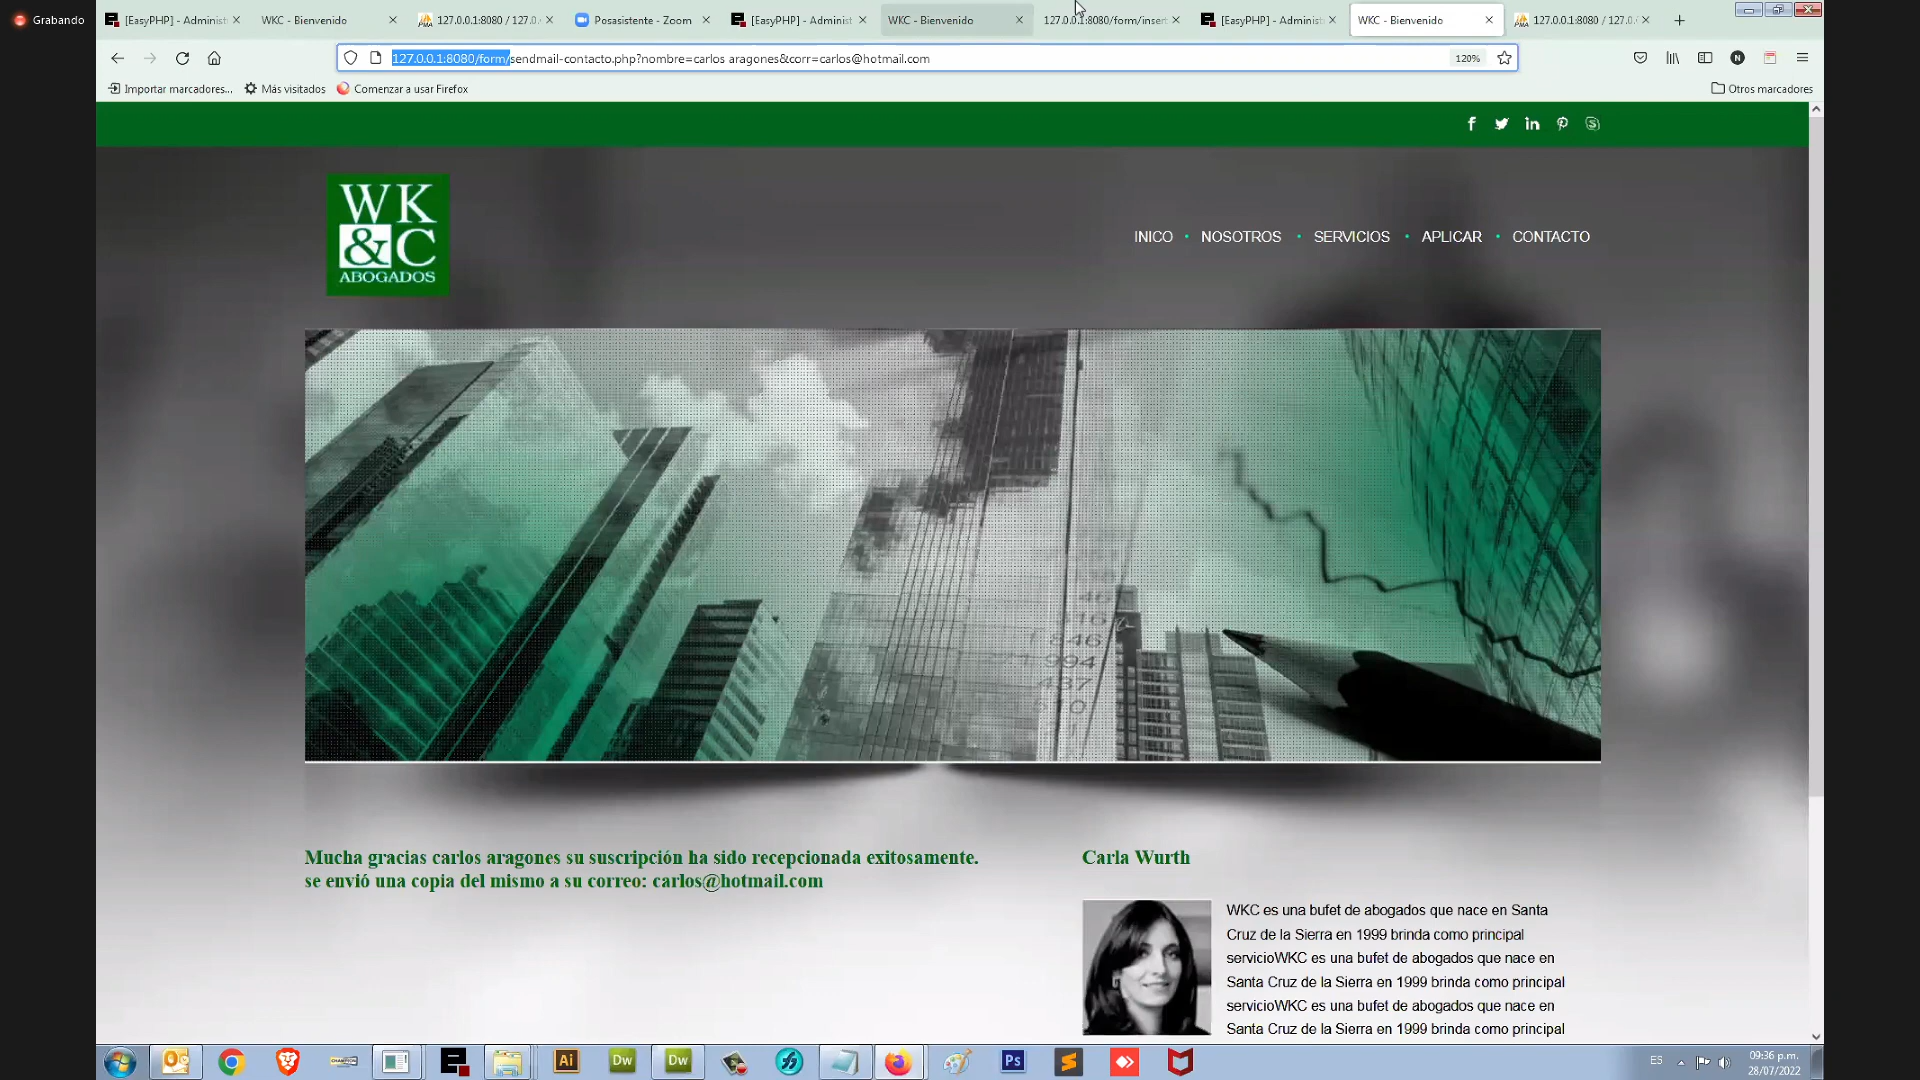 Grabando
[EasyPHP] - Administ
WKC - Bienvenido
127.0.0.1:8080 / 127.0.
Posasistente - Zoom
[EasyPHP] - Administ
WKC - Bienvenido
127.0.0.1:8080/form/insert
[EasyPHP] - Administ
WKC - Bienvenido
127.0.0.1:8080 / 127.0.
127.0.0.1:8080/form/sendmail-contacto.php?nombre=carlos aragones&corr=carlos@hotmail.com
120%
N
Importar marcadores...
Más visitados
Comenzar a usar Firefox
Otros marcadores
WK
&C
ABOGADOS
INICO • NOSOTROS • SERVICIOS • APLICAR • CONTACTO
846
994
437
Mucha gracias carlos aragones su suscripción ha sido recepcionada exitosamente.
se envió una copia del mismo a su correo: carlos@hotmail.com
Carla Wurth
WKC es una bufet de abogados que nace en Santa
Cruz de la Sierra en 1999 brinda como principal
servicioWKC es una bufet de abogados que nace en
Santa Cruz de la Sierra en 1999 brinda como principal
servicioWKC es una bufet de abogados que nace en
Santa Cruz de la Sierra en 1999 brinda como principal
Ai
Dw
Dw
Ps
ES
09:36 p.m.
28/07/2022